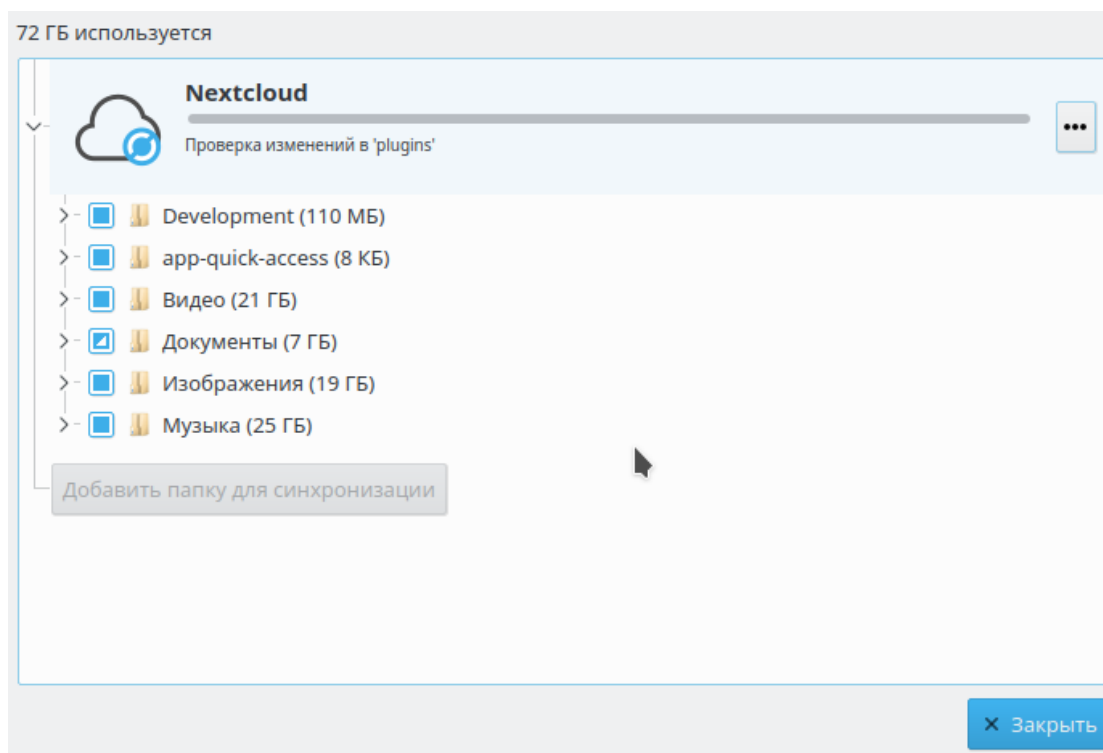 72 ГБ используется
Nextcloud
Проверка изменений в 'plugins'
Development (110 МБ)
app-quick-access (8 КБ)
Видео (21 ГБ)
Документы (7 ГБ)
Изображения (19 ГБ)
Музыка (25 ГБ)
Добавить папку для синхронизации
Закрыть